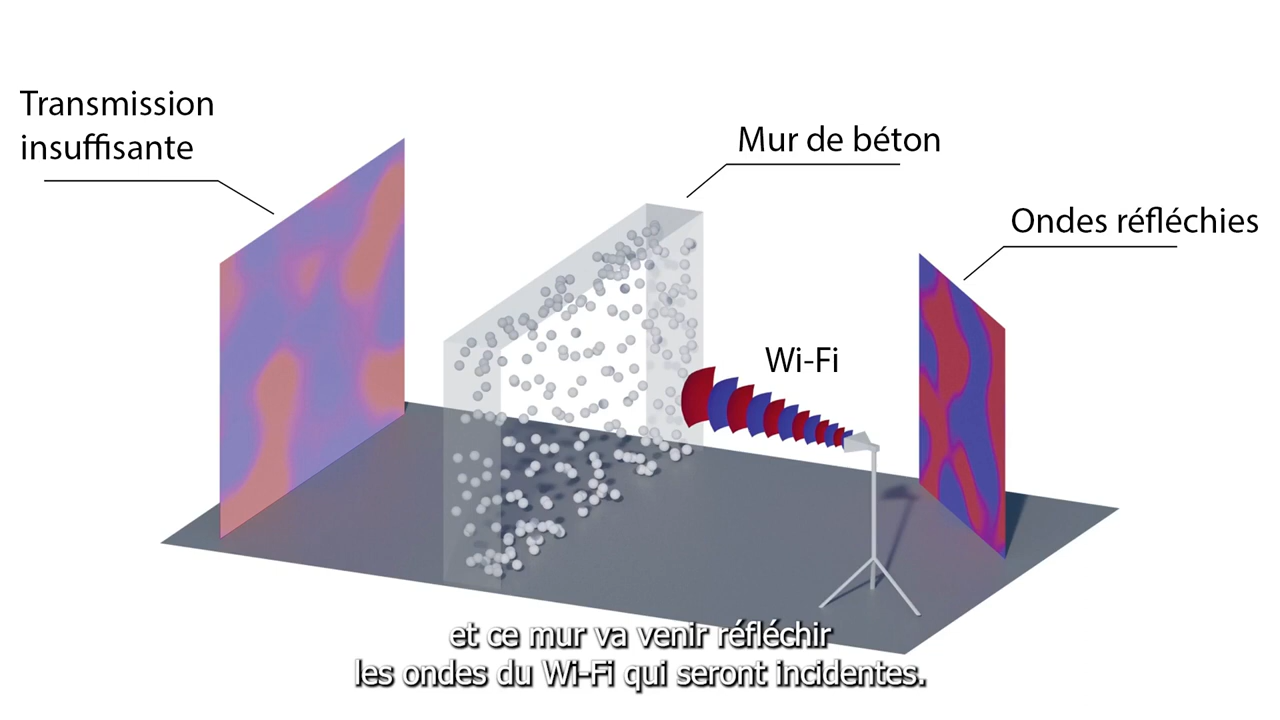 Transmission
insuffisante
Mur de béton
Ondes réfléchies
Wi-Fi
et ce mur va venir réfléchir
les ondes du Wi-Fi qui seront incidentes.